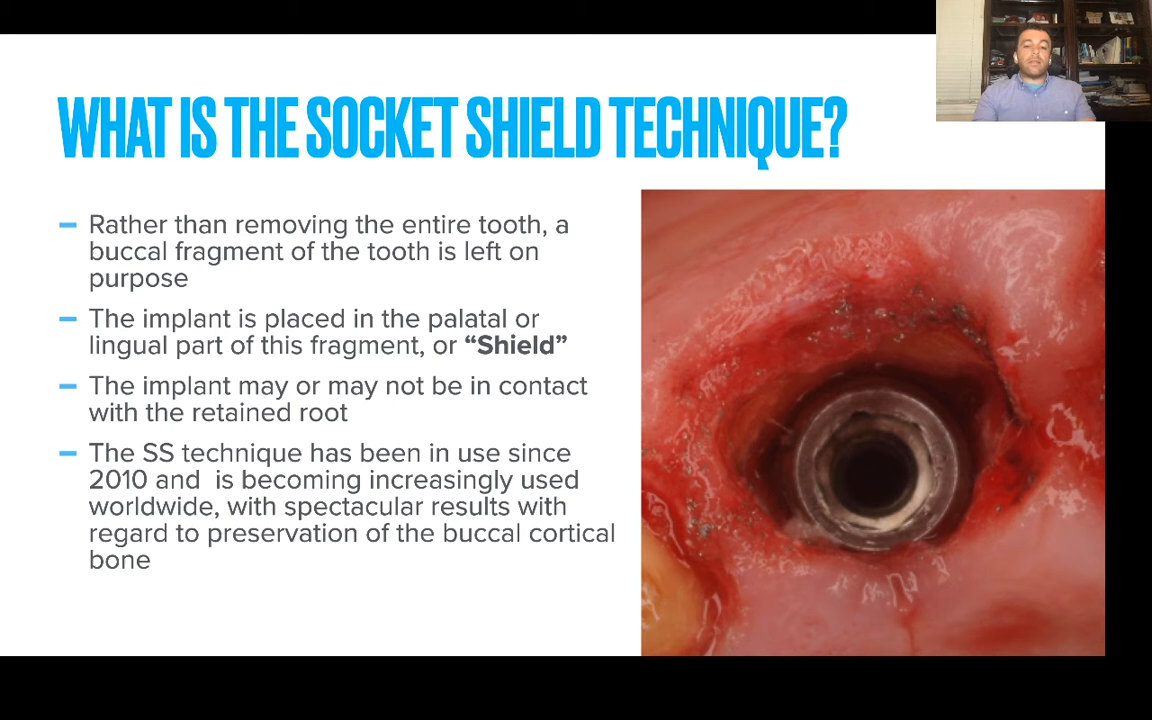 WHAT IS THE SOCKET SHIELD TECHNIQUE?
– Rather than removing the entire tooth, a
buccal fragment of the tooth is left on
purpose
– The implant is placed in the palatal or
lingual part of this fragment, or “Shield”
– The implant may or may not be in contact
with the retained root
– The SS technique has been in use since
2010 and  is becoming increasingly used
worldwide, with spectacular results with
regard to preservation of the buccal cortical
bone